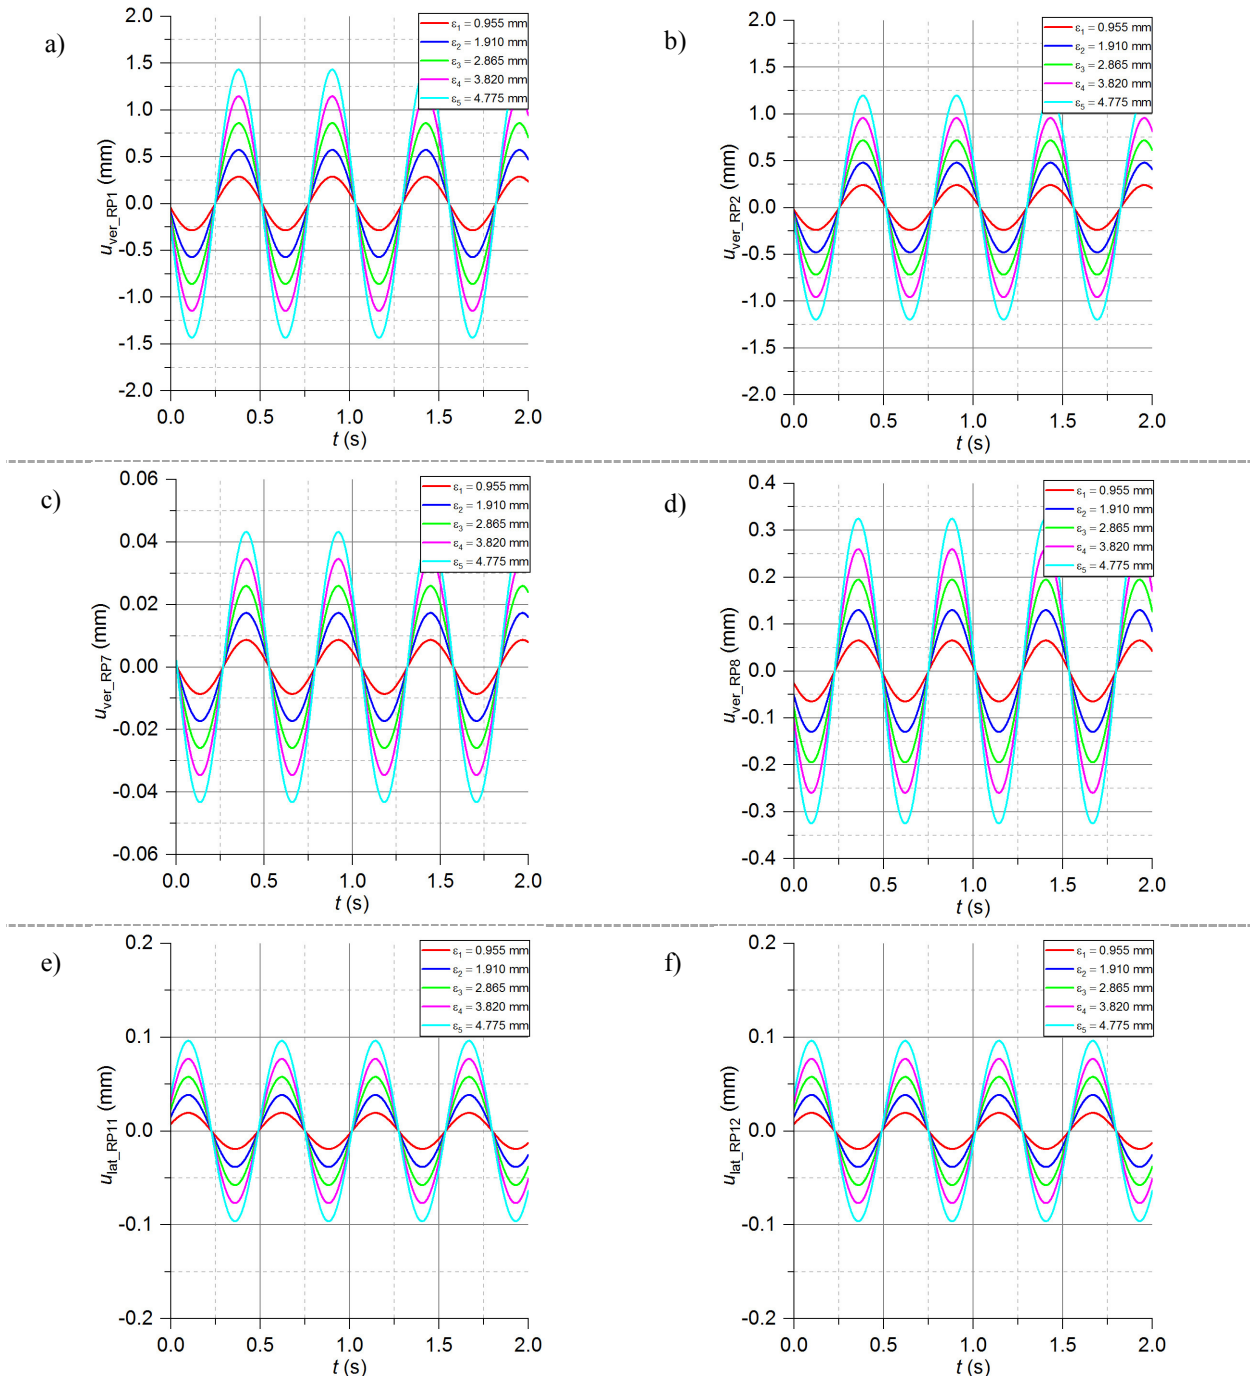 a)
2.0
1.5
1.0
0.5
0.0
-0.5
-1.0
-1.5
-2.0
u_ver_RP1 (mm)
0.0 0.5 1.0 1.5 2.0
t (s)
ε₁ = 0.955 mm
ε₂ = 1.910 mm
ε₃ = 2.865 mm
ε₄ = 3.820 mm
ε₅ = 4.775 mm
b)
2.0
1.5
1.0
0.5
0.0
-0.5
-1.0
-1.5
-2.0
u_ver_RP2 (mm)
0.0 0.5 1.0 1.5 2.0
t (s)
ε₁ = 0.955 mm
ε₂ = 1.910 mm
ε₃ = 2.865 mm
ε₄ = 3.820 mm
ε₅ = 4.775 mm
c)
0.06
0.04
0.02
0.00
-0.02
-0.04
-0.06
u_ver_RP7 (mm)
0.0 0.5 1.0 1.5 2.0
t (s)
ε₁ = 0.955 mm
ε₂ = 1.910 mm
ε₃ = 2.865 mm
ε₄ = 3.820 mm
ε₅ = 4.775 mm
d)
0.4
0.3
0.2
0.1
0.0
-0.1
-0.2
-0.3
-0.4
u_ver_RP8 (mm)
0.0 0.5 1.0 1.5 2.0
t (s)
ε₁ = 0.955 mm
ε₂ = 1.910 mm
ε₃ = 2.865 mm
ε₄ = 3.820 mm
ε₅ = 4.775 mm
e)
0.2
0.1
0.0
-0.1
-0.2
u_lat_RP11 (mm)
0.0 0.5 1.0 1.5 2.0
t (s)
ε₁ = 0.955 mm
ε₂ = 1.910 mm
ε₃ = 2.865 mm
ε₄ = 3.820 mm
ε₅ = 4.775 mm
f)
0.2
0.1
0.0
-0.1
-0.2
u_lat_RP12 (mm)
0.0 0.5 1.0 1.5 2.0
t (s)
ε₁ = 0.955 mm
ε₂ = 1.910 mm
ε₃ = 2.865 mm
ε₄ = 3.820 mm
ε₅ = 4.775 mm